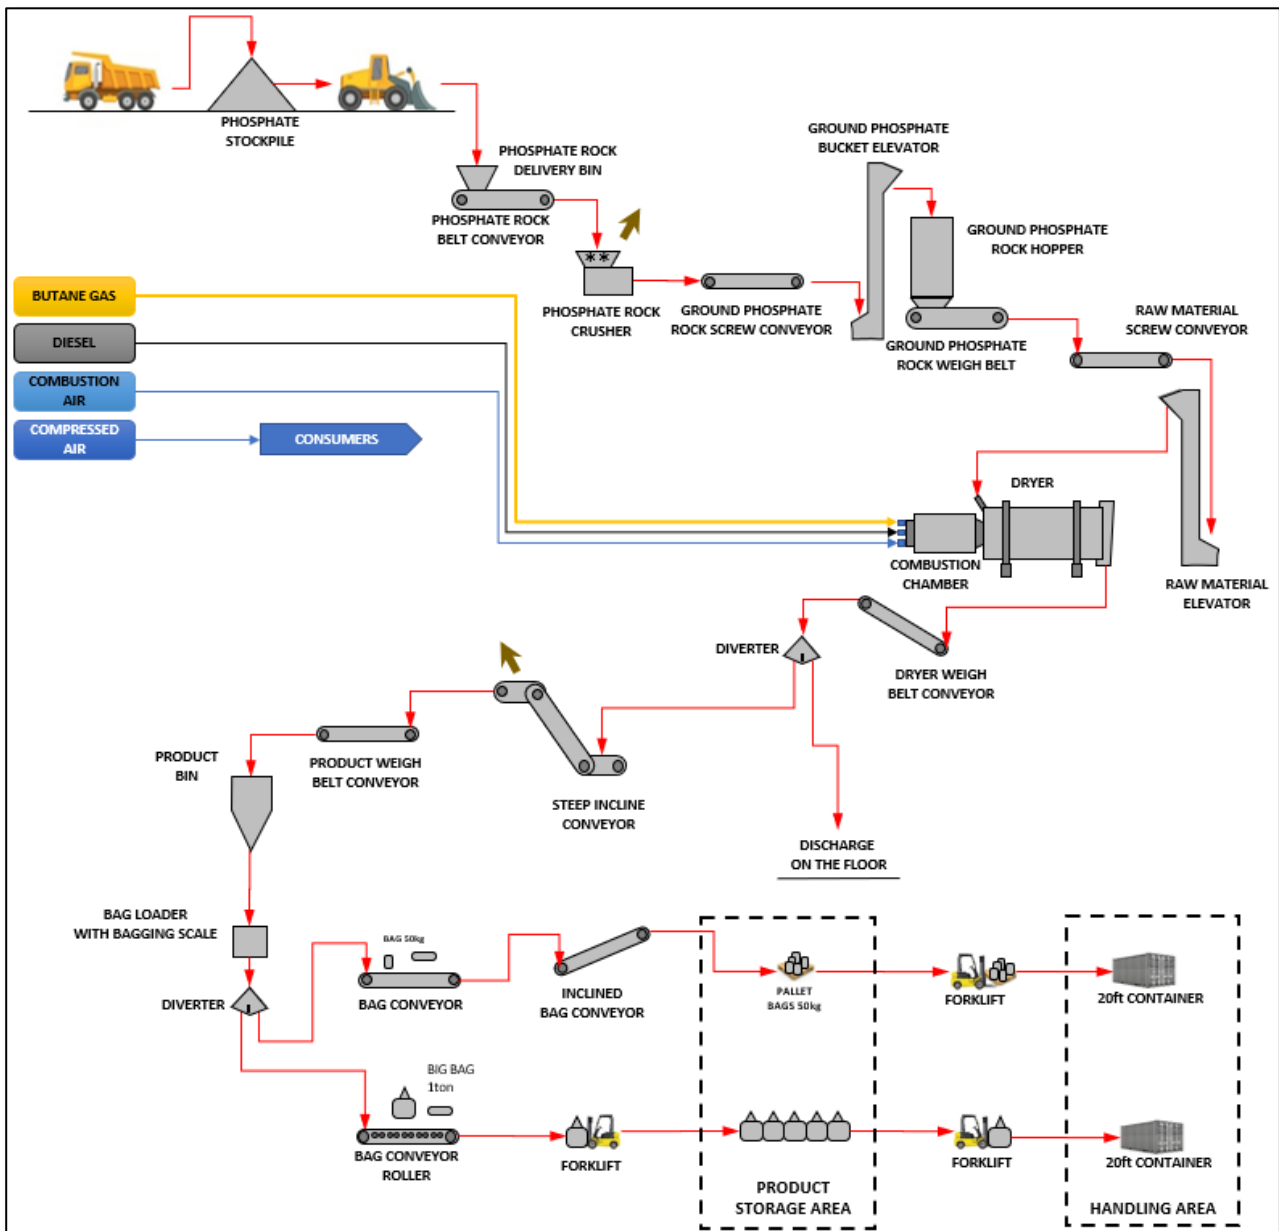 PHOSPHATE
STOCKPILE
PHOSPHATE ROCK
DELIVERY BIN
PHOSPHATE ROCK
BELT CONVEYOR
GROUND PHOSPHATE
BUCKET ELEVATOR
GROUND PHOSPHATE
ROCK HOPPER
PHOSPHATE ROCK
CRUSHER
GROUND PHOSPHATE
ROCK SCREW CONVEYOR
GROUND PHOSPHATE
ROCK WEIGH BELT
RAW MATERIAL
SCREW CONVEYOR
BUTANE GAS
DIESEL
COMBUSTION
AIR
COMPRESSED
AIR
CONSUMERS
DRYER
COMBUSTION
CHAMBER
RAW MATERIAL
ELEVATOR
DIVERTER
DRYER WEIGH
BELT CONVEYOR
PRODUCT
BIN
PRODUCT WEIGH
BELT CONVEYOR
STEEP INCLINE
CONVEYOR
DISCHARGE
ON THE FLOOR
BAG LOADER
WITH BAGGING SCALE
BAG 50kg
DIVERTER
BAG CONVEYOR
INCLINED
BAG CONVEYOR
PALLET
BAGS 50kg
FORKLIFT
20ft CONTAINER
BIG BAG
1ton
BAG CONVEYOR
ROLLER
FORKLIFT
FORKLIFT
20ft CONTAINER
PRODUCT
STORAGE AREA
HANDLING AREA